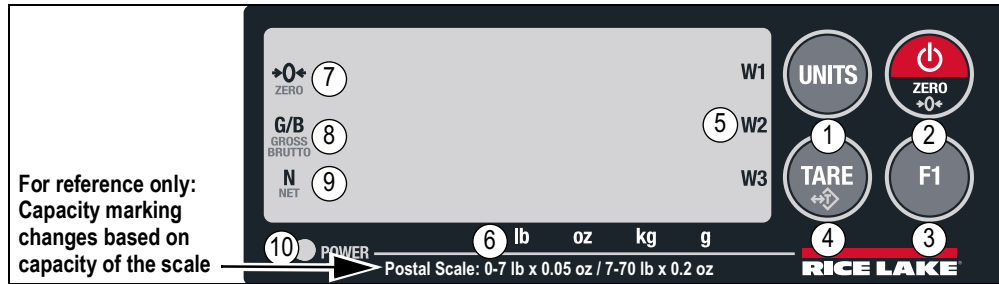 For reference only:
Capacity marking
changes based on
capacity of the scale
→0←
ZERO
7
G/B
GROSS
BRUTTO
8
N
NET
9
W1
5 W2
W3
10 POWER
6 lb oz kg g
Postal Scale: 0-7 lb x 0.05 oz / 7-70 lb x 0.2 oz
UNITS
1
ZERO
→0←
2
TARE
↔T
4
F1
3
RICE LAKE